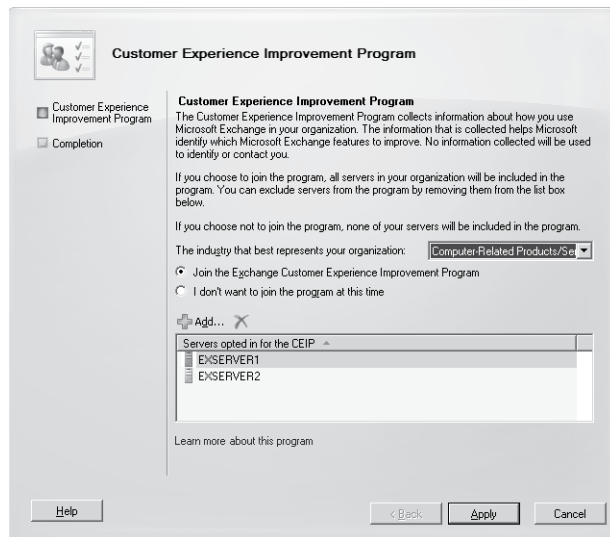 Customer Experience Improvement Program
Customer Experience
Improvement Program
Completion
Customer Experience Improvement Program
The Customer Experience Improvement Program collects information about how you use
Microsoft Exchange in your organization. The information that is collected helps Microsoft
identify which Microsoft Exchange features to improve. No information collected will be used
to identify or contact you.
If you choose to join the program, all servers in your organization will be included in the
program. You can exclude servers from the program by removing them from the list box
below.
If you choose not to join the program, none of your servers will be included in the program.
The industry that best represents your organization: Computer-Related Products/Ser
Join the Exchange Customer Experience Improvement Program
I don't want to join the program at this time
Add...
Servers opted in for the CEIP
EXSERVER1
EXSERVER2
Learn more about this program
Help
< Back
Apply
Cancel